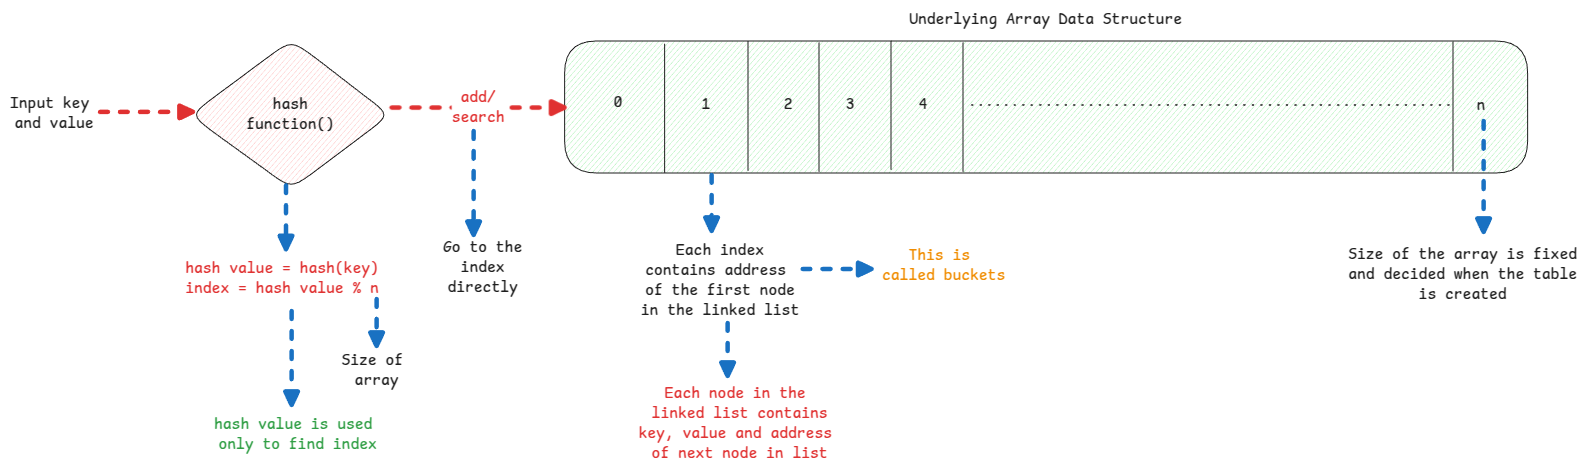 Underlying Array Data Structure
Input key
and value
hash
function()
add/
search
0
1
2
3
4
n
hash value = hash(key)
index = hash value % n
Size of
array
hash value is used
only to find index
Go to the
index
directly
Each index
contains address
of the first node
in the linked list
This is
called buckets
Each node in the
linked list contains
key, value and address
of next node in list
Size of the array is fixed
and decided when the table
is created